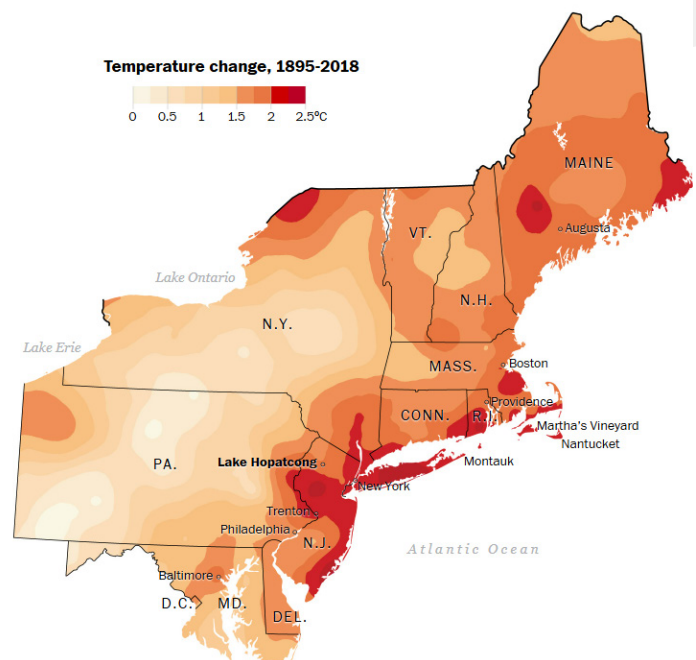 Temperature change, 1895-2018
0 0.5 1 1.5 2 2.5°C
MAINE
Augusta
VT.
Lake Ontario
N.H.
N.Y.
Lake Erie
Boston
MASS.
Providence
CONN.
R.I.
Martha's Vineyard
Nantucket
PA.
Lake Hopatcong
Montauk
New York
Trenton
Philadelphia
N.J.
Atlantic Ocean
Baltimore
D.C.
MD.
DEL.